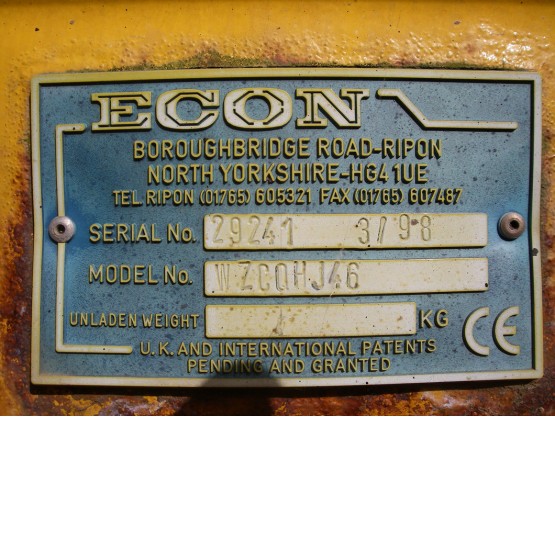 ECON
BOROUGHBRIDGE ROAD-RIPON
NORTH YORKSHIRE-HG4 1UE
TEL. RIPON (01765) 605321 FAX (01765) 607487
SERIAL No. 29241 3/98
MODEL No. WZCQHJ46
UNLADEN WEIGHT KG CE
U.K. AND INTERNATIONAL PATENTS
PENDING AND GRANTED